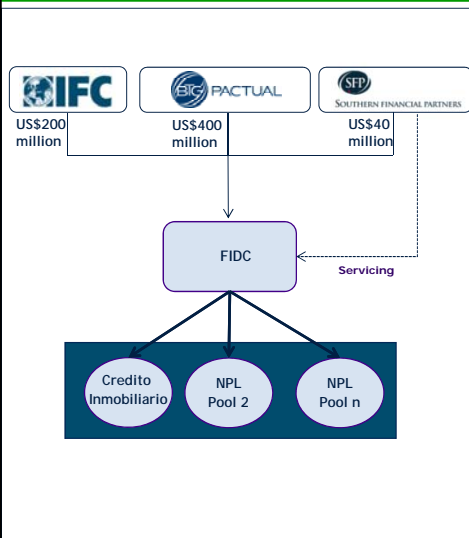 IFC
BTG PACTUAL
SFP
SOUTHERN FINANCIAL PARTNERS
US$200
million
US$400
million
US$40
million
FIDC
Servicing
Credito
Inmobiliario
NPL
Pool 2
NPL
Pool n